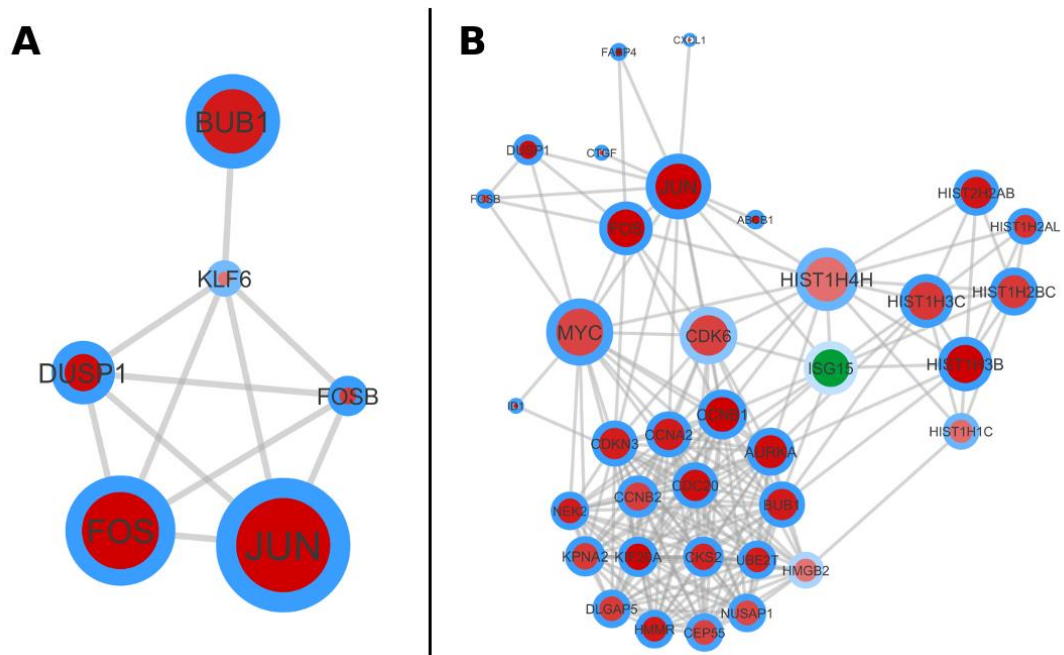 A
BUB1
KLF6
DUSP1
FOSB
FOS
JUN
B
CXCL1
FABP4
DUSP1
CTGF
JUN
FOSB
FOS
ABCB1
HIST2H2AB
HIST1H2AL
HIST1H4H
HIST1H3C
HIST1H2BC
MYC
CDK6
ISG15
HIST1H3B
ID1
CCNB1
HIST1H1C
CDKN3
CCNA2
AURKA
CCNB2
CDC20
BUB1
NEK2
KPNA2
KIF20A
CKS2
UBE2T
HMGB2
DLGAP5
NUSAP1
HMMR
CEP55